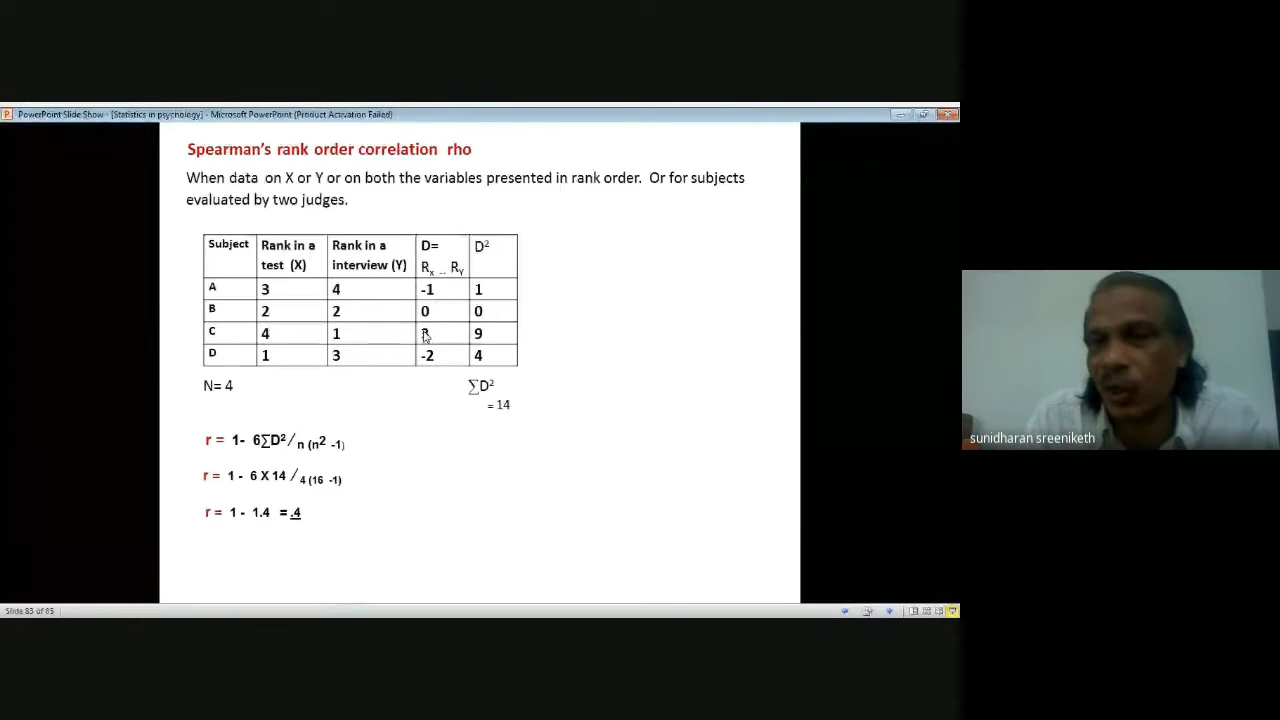 PowerPoint Slide Show - [Statistics in psychology] - Microsoft PowerPoint (Product Activation Failed)
Spearman's rank order correlation rho
When data on X or Y or on both the variables presented in rank order. Or for subjects
evaluated by two judges.
Subject Rank in a test (X) Rank in a interview (Y) D= Rx -- RY D²
A 3 4 -1 1
B 2 2 0 0
C 4 1 9
D 1 3 -2 4
N= 4 ∑D²
= 14
r = 1- 6∑D²/ n (n2 -1)
r = 1 - 6 X 14 / 4 (16 -1)
r = 1 - 1.4 = .4
sunidharan sreeniketh
Slide 83 of 85